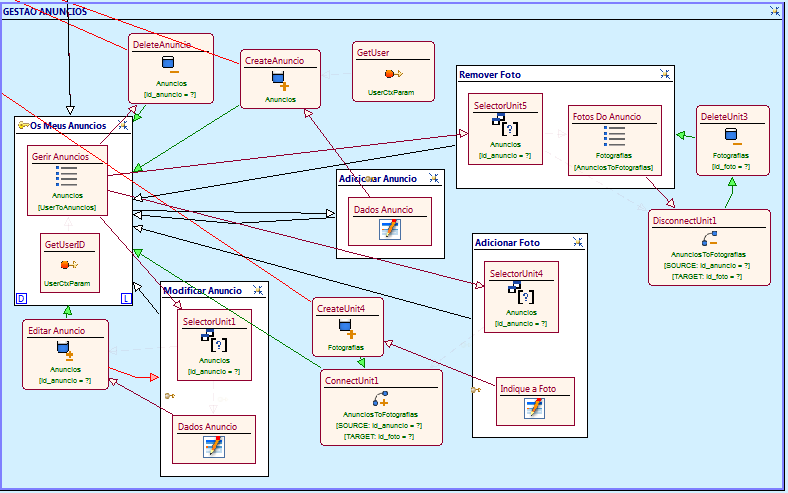 GESTAO ANUNCIOS
DeleteAnuncio
Anuncios
[id_anuncio = ?]
CreateAnuncio
Anuncios
GetUser
UserCtxParam
Remover Foto
SelectorUnit5
Anuncios
[id_anuncio = ?]
Fotos Do Anuncio
Fotografias
[AnunciosToFotografias]
DeleteUnit3
Fotografias
[id_foto = ?]
Os Meus Anuncios
Gerir Anuncios
Anuncios
[UserToAnuncios]
GetUserID
UserCtxParam
D
L
Adicionar Anuncio
Dados Anuncio
DisconnectUnit1
AnunciosToFotografias
[SOURCE: id_anuncio = ?]
[TARGET: id_foto = ?]
Adicionar Foto
SelectorUnit4
Anuncios
[id_anuncio = ?]
Indique a Foto
Modificar Anuncio
SelectorUnit1
Anuncios
[id_anuncio = ?]
Dados Anuncio
CreateUnit4
Fotografias
Editar Anuncio
Anuncios
[id_anuncio = ?]
ConnectUnit1
AnunciosToFotografias
[SOURCE: id_anuncio = ?]
[TARGET: id_foto = ?]